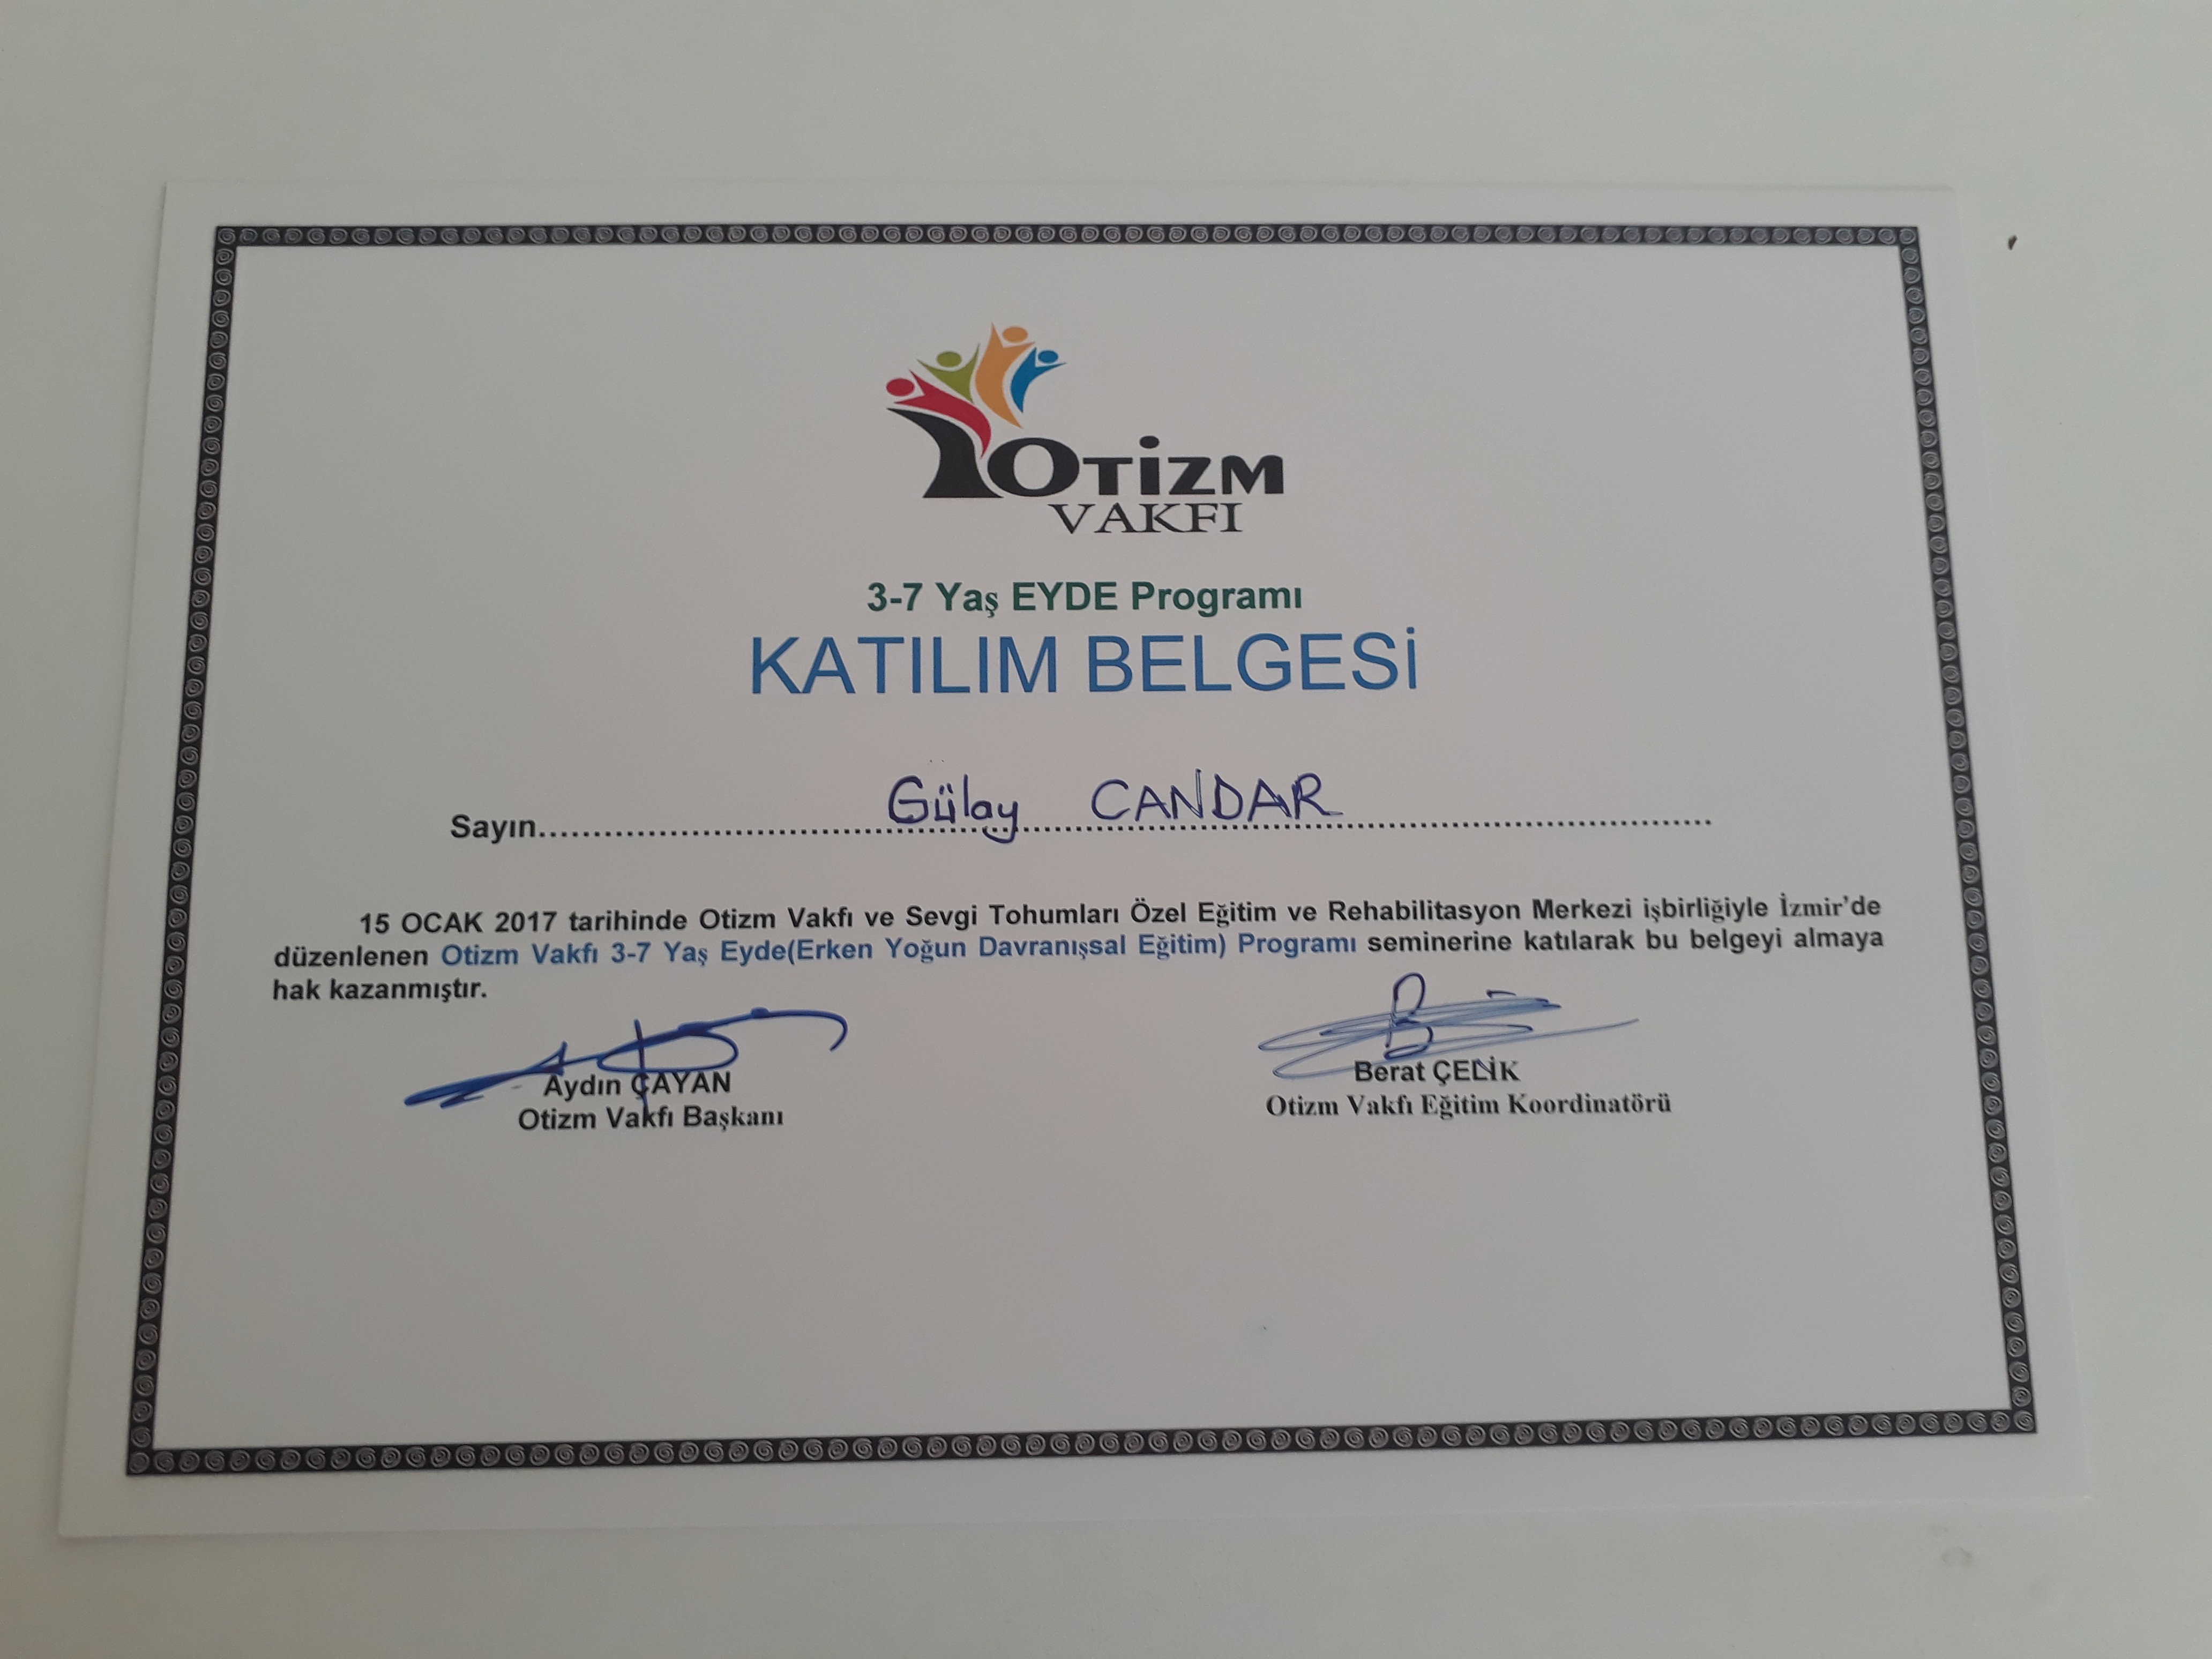 OTİZM
VAKFI
3-7 Yaş EYDE Programı
KATILIM BELGESİ
Sayın........Gülay CANDAR........
15 OCAK 2017 tarihinde Otizm Vakfı ve Sevgi Tohumları Özel Eğitim ve Rehabilitasyon Merkezi işbirliğiyle İzmir'de
düzenlenen Otizm Vakfı 3-7 Yaş Eyde(Erken Yoğun Davranışsal Eğitim) Programı seminerine katılarak bu belgeyi almaya
hak kazanmıştır.
Aydın ÇAYAN
Otizm Vakfı Başkanı
Berat ÇELİK
Otizm Vakfı Eğitim Koordinatörü